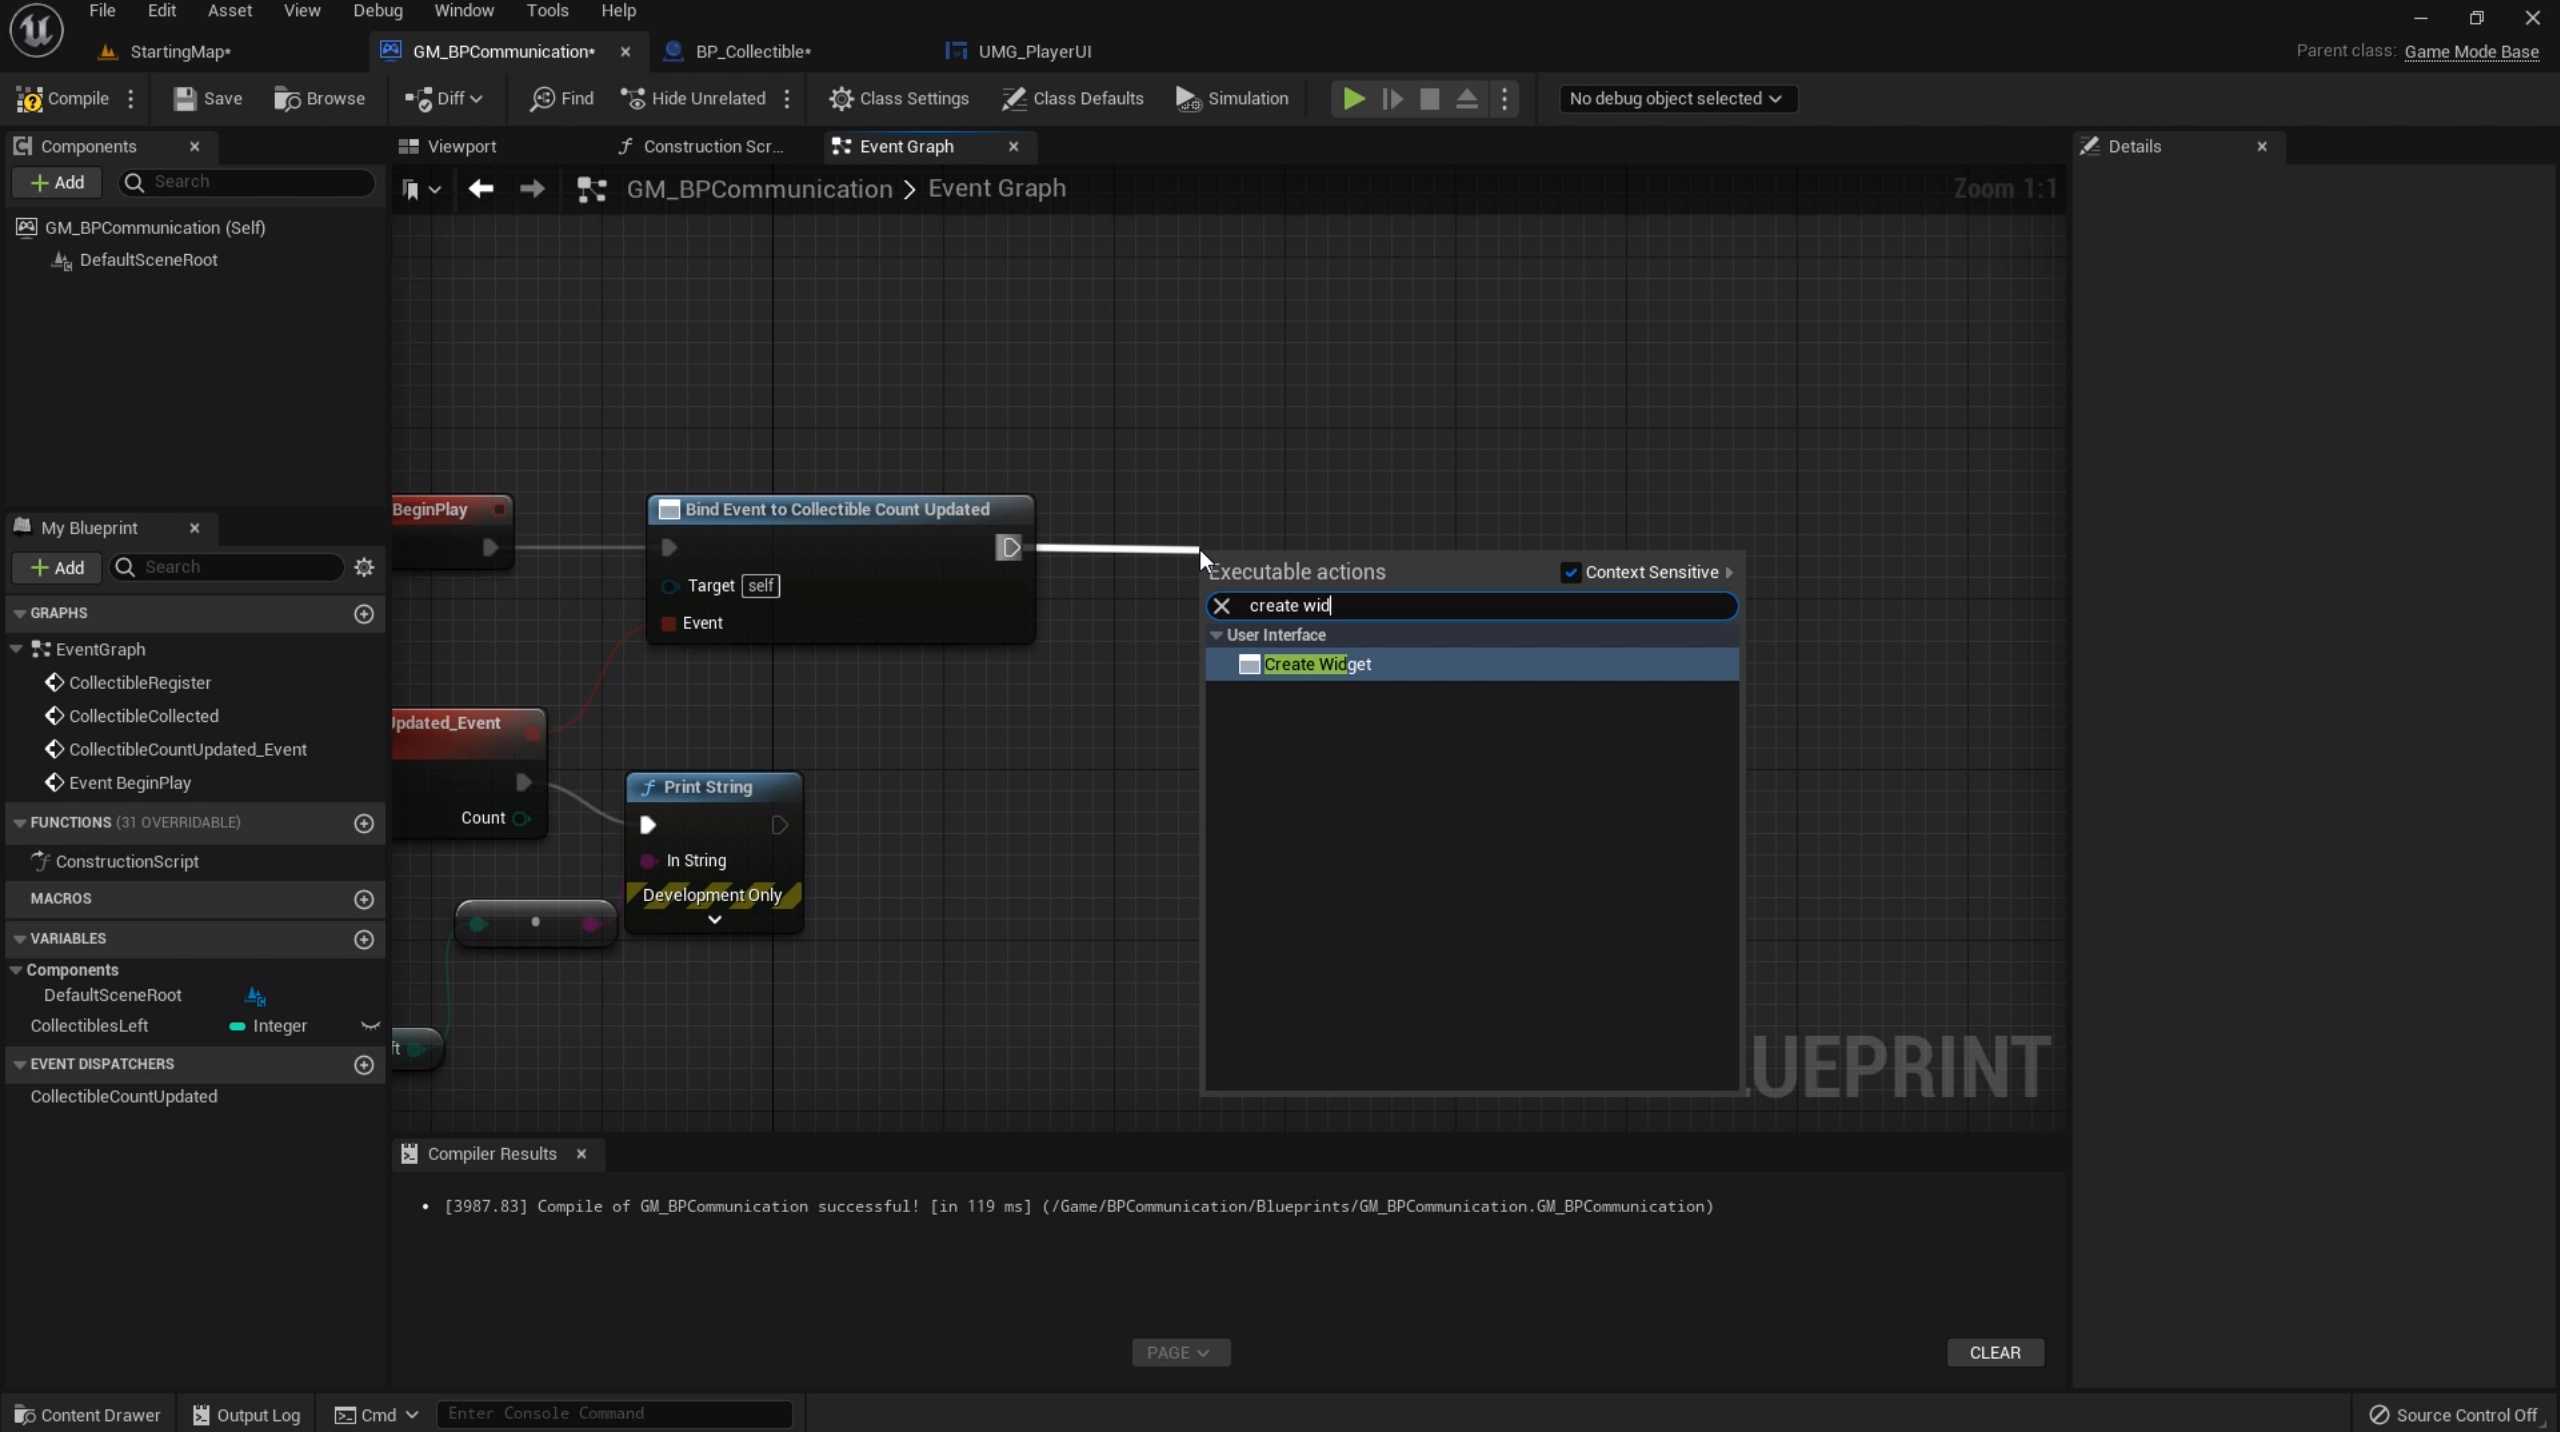 File Edit Asset View Debug Window Tools Help
StartingMap* GM_BPCommunication* BP_Collectible* UMG_PlayerUI Parent class: Game Mode Base
Compile Save Browse Diff Find Hide Unrelated Class Settings Class Defaults Simulation No debug object selected
Components Viewport Construction Scr... Event Graph Details
Add Search
GM_BPCommunication > Event Graph Zoom 1:1
GM_BPCommunication (Self)
DefaultSceneRoot
BeginPlay
Bind Event to Collectible Count Updated
Target self
Event
Executable actions Context Sensitive
create wid
User Interface
Create Widget
My Blueprint
Add Search
GRAPHS
EventGraph
CollectibleRegister
CollectibleCollected
CollectibleCountUpdated_Event
Event BeginPlay
FUNCTIONS (31 OVERRIDABLE)
ConstructionScript
MACROS
VARIABLES
Components
DefaultSceneRoot
CollectiblesLeft Integer
EVENT DISPATCHERS
CollectibleCountUpdated
Updated_Event
Count
Print String
In String
Development Only
ft
LUEPRINT
Compiler Results
• [3987.83] Compile of GM_BPCommunication successful! [in 119 ms] (/Game/BPCommunication/Blueprints/GM_BPCommunication.GM_BPCommunication)
PAGE CLEAR
Content Drawer Output Log Cmd Enter Console Command Source Control Off